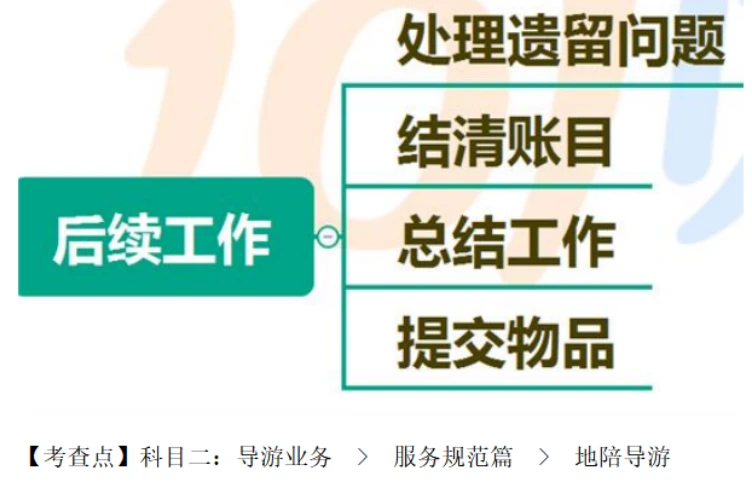 处理遗留问题
结清账目
后续工作
总结工作
提交物品
【考查点】科目二：导游业务 > 服务规范篇 > 地陪导游